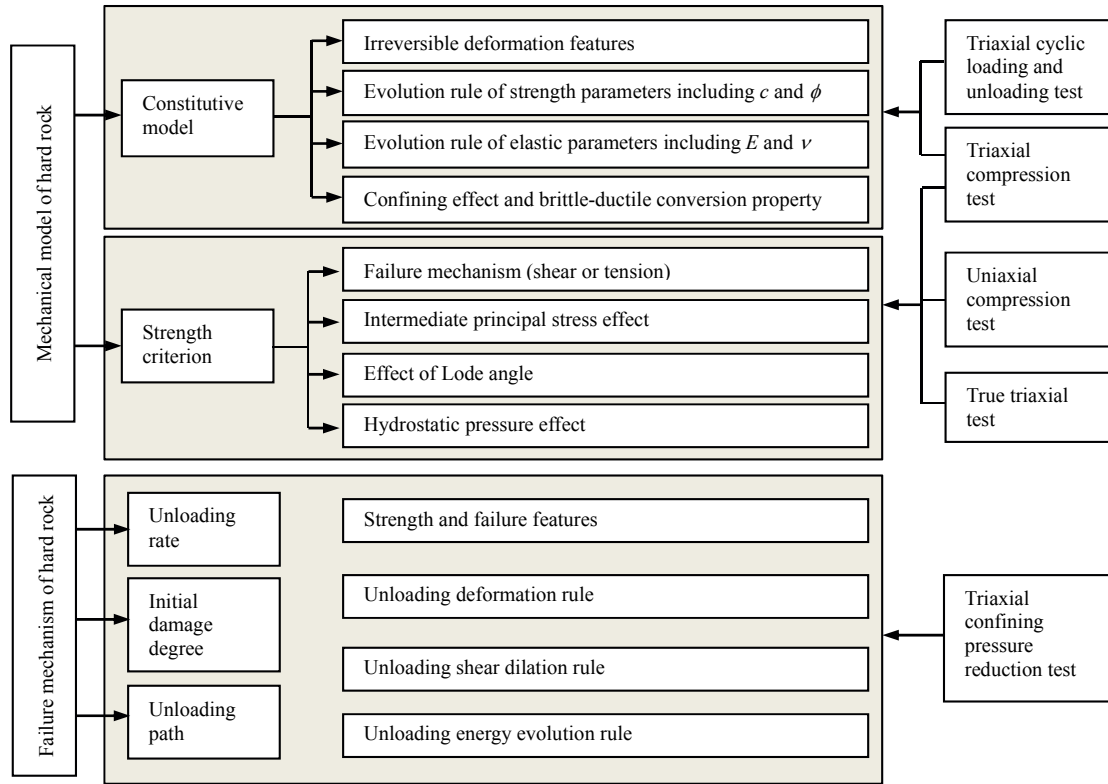 Mechanical model of hard rock
Constitutive
model
Irreversible deformation features
Evolution rule of strength parameters including c and ϕ
Evolution rule of elastic parameters including E and ν
Confining effect and brittle-ductile conversion property
Triaxial cyclic
loading and
unloading test
Triaxial
compression
test
Strength
criterion
Failure mechanism (shear or tension)
Intermediate principal stress effect
Effect of Lode angle
Hydrostatic pressure effect
Uniaxial
compression
test
True triaxial
test
Failure mechanism of hard rock
Unloading
rate
Initial
damage
degree
Unloading
path
Strength and failure features
Unloading deformation rule
Unloading shear dilation rule
Unloading energy evolution rule
Triaxial
confining
pressure
reduction test